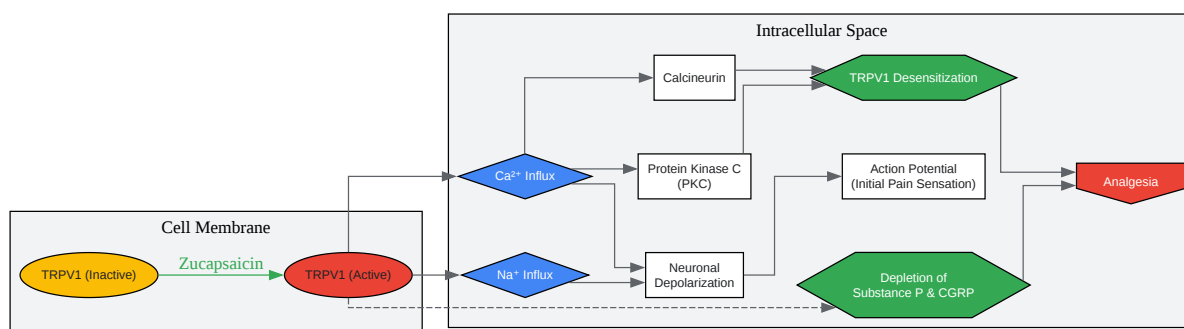 Intracellular Space
Calcineurin
TRPV1 Desensitization
Ca²⁺ Influx
Protein Kinase C
(PKC)
Action Potential
(Initial Pain Sensation)
Analgesia
Cell Membrane
TRPV1 (Inactive)
Zucapsaicin
TRPV1 (Active)
Na⁺ Influx
Neuronal
Depolarization
Depletion of
Substance P & CGRP